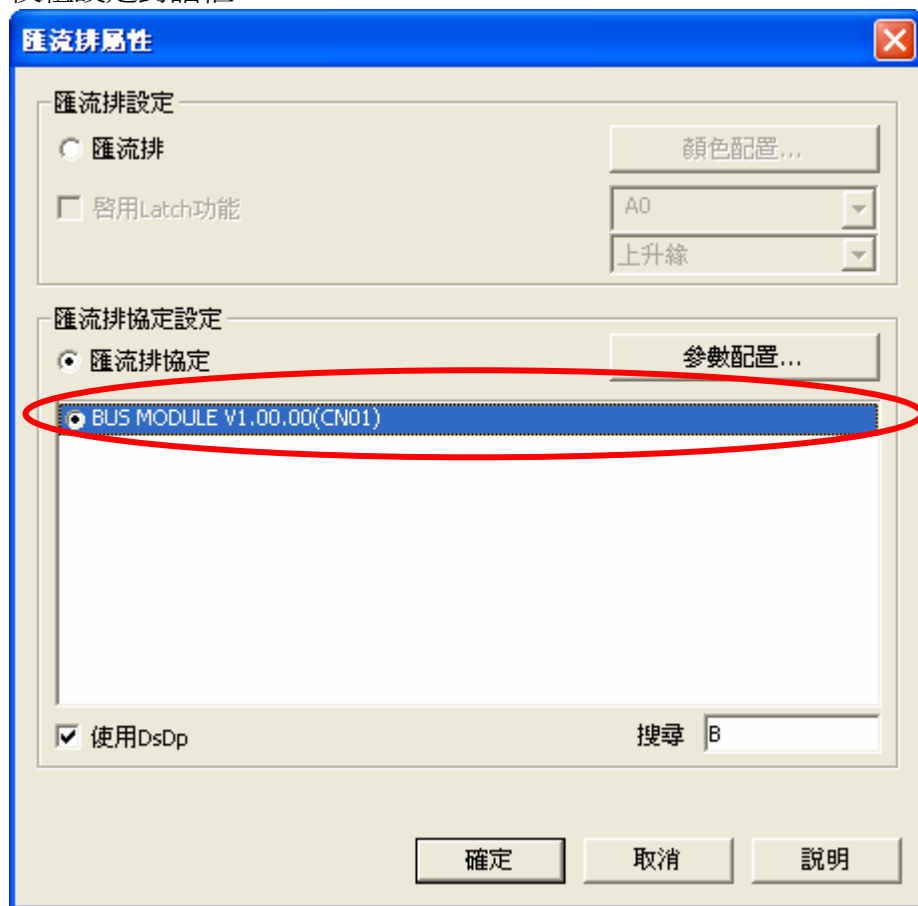 匯流排屬性
匯流排設定
匯流排
顏色配置...
啓用Latch功能
A0
上升緣
匯流排協定設定
匯流排協定
參數配置...
BUS MODULE V1.00.00(CN01)
使用DsDp
搜尋 B
確定 取消 說明